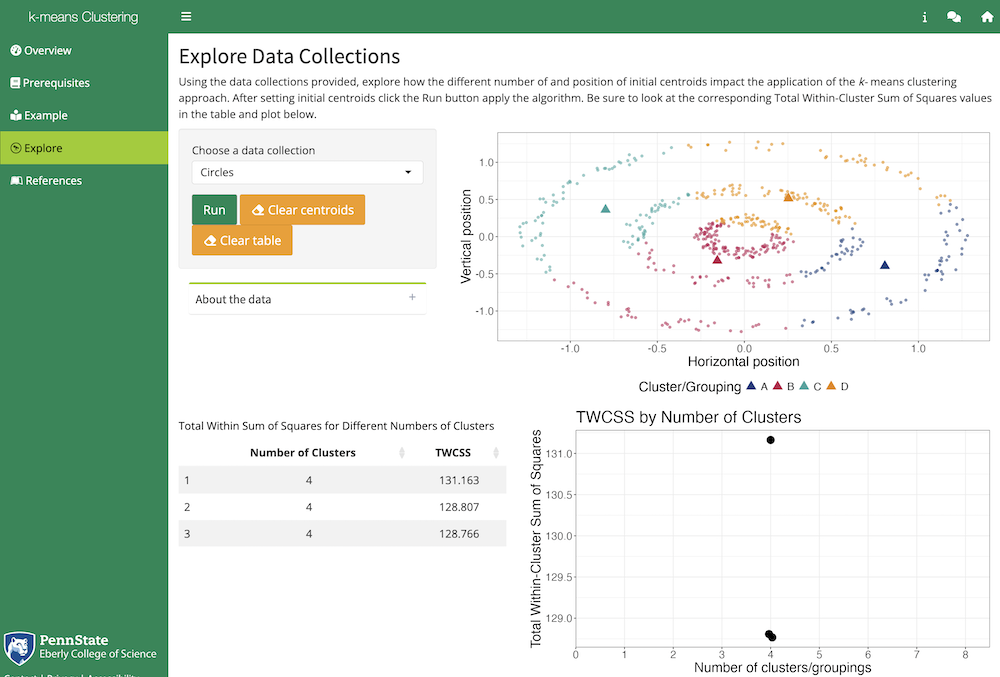 k-means Clustering
Overview
Prerequisites
Example
Explore
References
PennState
Eberly College of Science
Explore Data Collections
Using the data collections provided, explore how the different number of and position of initial centroids impact the application of the k- means clustering
approach. After setting initial centroids click the Run button apply the algorithm. Be sure to look at the corresponding Total Within-Cluster Sum of Squares values
in the table and plot below.
Choose a data collection
Circles
Run
Clear centroids
Clear table
About the data
+
Vertical position
1.0
0.5
0.0
-0.5
-1.0
-1.0 -0.5 0.0 0.5 1.0
Horizontal position
Cluster/Grouping A B C D
Total Within Sum of Squares for Different Numbers of Clusters
Number of Clusters TWCSS
1 4 131.163
2 4 128.807
3 4 128.766
TWCSS by Number of Clusters
Total Within-Cluster Sum of Squares
131.0
130.5
130.0
129.5
129.0
0 1 2 3 4 5 6 7 8
Number of clusters/groupings